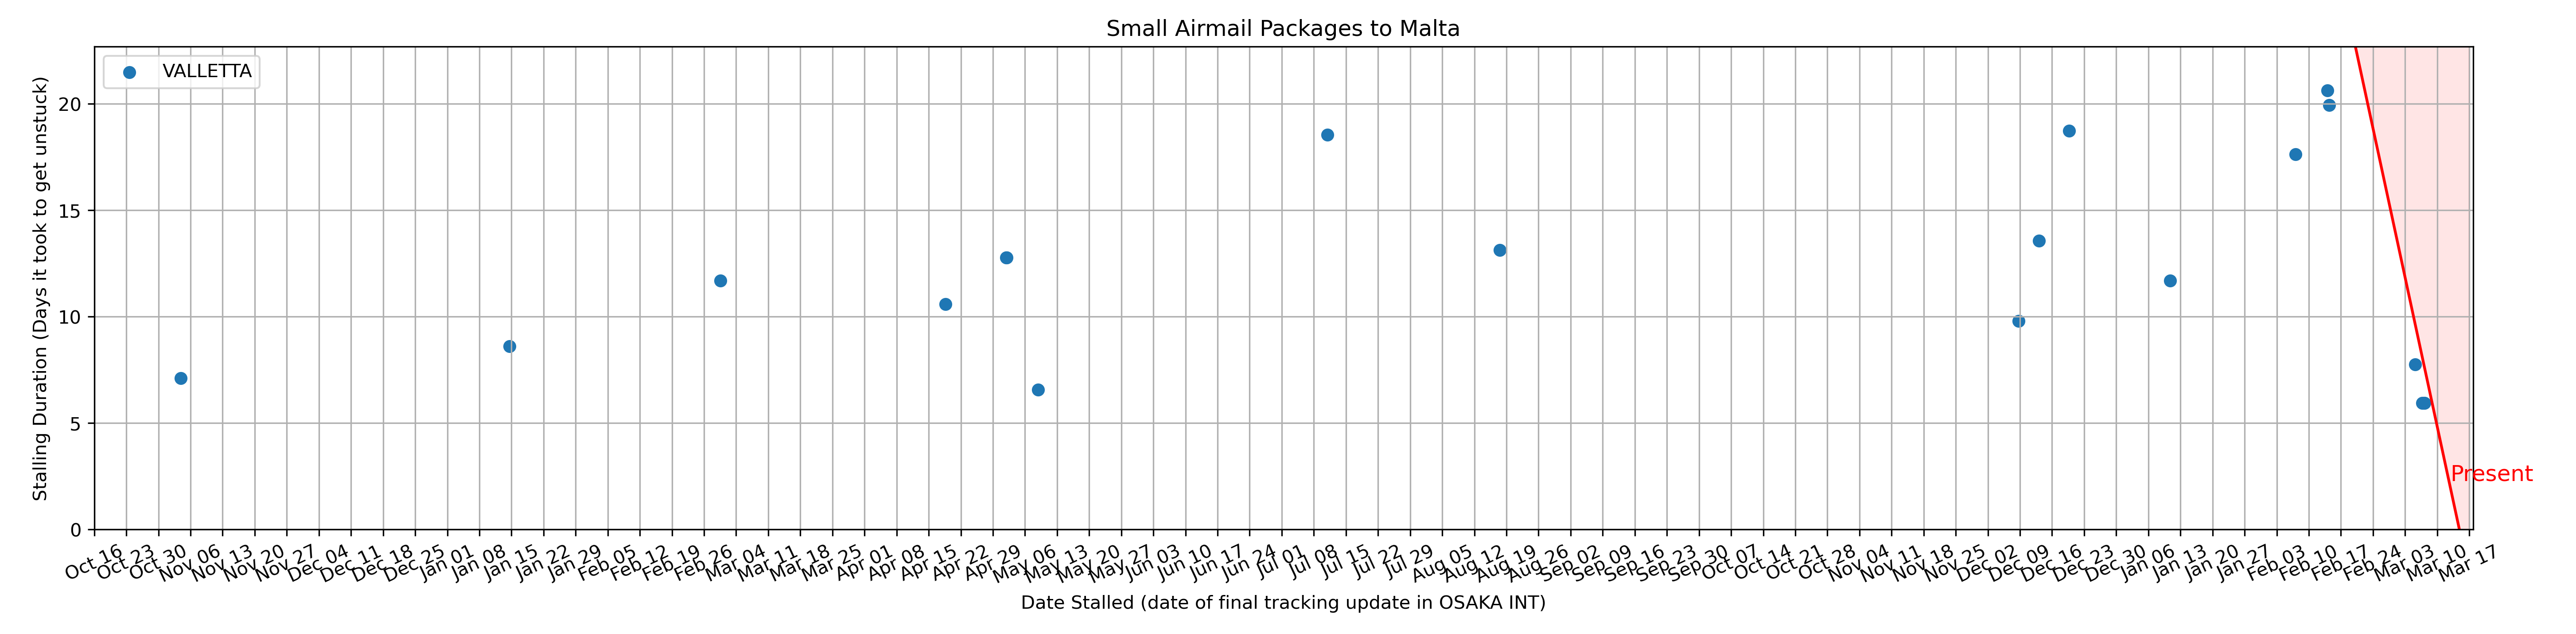 Small Airmail Packages to Malta
VALLETTA
Stalling Duration (Days it took to get unstuck)
20
15
10
5
0
Present
Oct 16 Oct 23 Oct 30 Nov 06 Nov 13 Nov 20 Nov 27 Dec 04 Dec 11 Dec 18 Dec 25 Jan 01 Jan 08 Jan 15 Jan 22 Jan 29 Feb 05 Feb 12 Feb 19 Feb 26 Mar 04 Mar 11 Mar 18 Mar 25 Apr 01 Apr 08 Apr 15 Apr 22 Apr 29 May 06 May 13 May 20 May 27 Jun 03 Jun 10 Jun 17 Jun 24 Jul 01 Jul 08 Jul 15 Jul 22 Jul 29 Aug 05 Aug 12 Aug 19 Aug 26 Sep 02 Sep 09 Sep 16 Sep 23 Sep 30 Oct 07 Oct 14 Oct 21 Oct 28 Nov 04 Nov 11 Nov 18 Nov 25 Dec 02 Dec 09 Dec 16 Dec 23 Dec 30 Jan 06 Jan 13 Jan 20 Jan 27 Feb 03 Feb 10 Feb 17 Feb 24 Mar 03 Mar 10 Mar 17
Date Stalled (date of final tracking update in OSAKA INT)